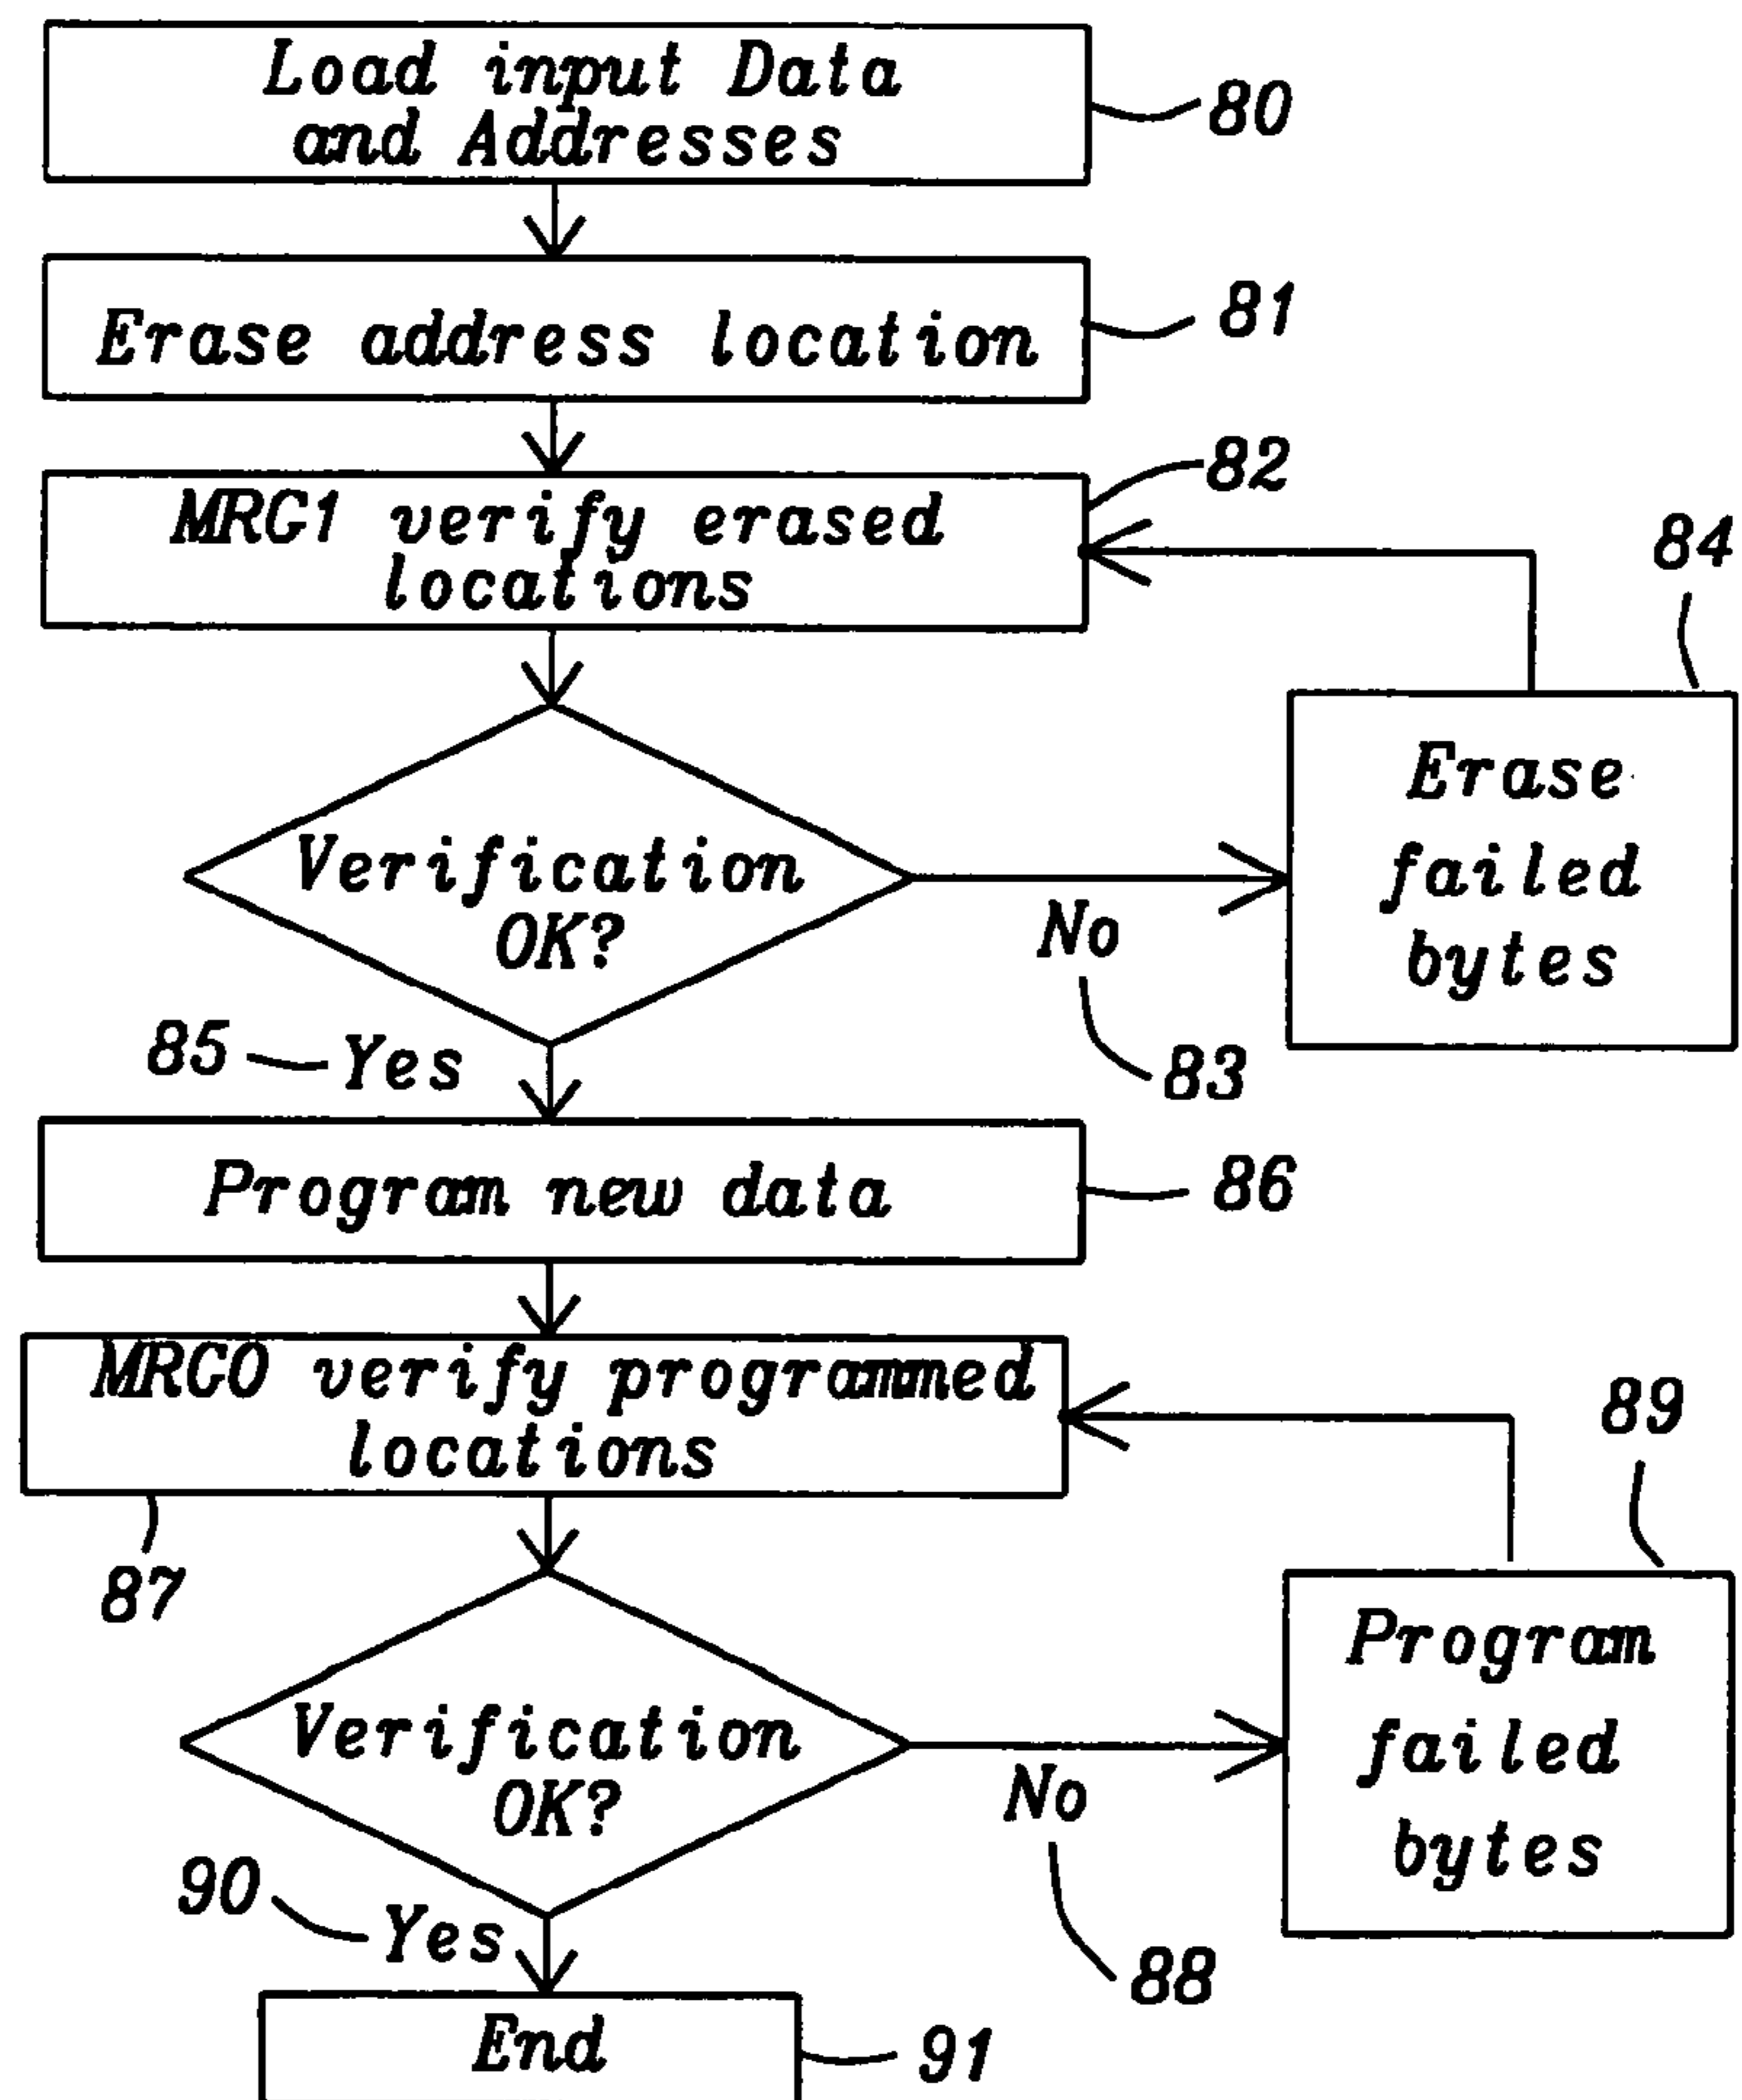 Load input Data
and Addresses
80
Erase address location
81
MRG1 verify erased
locations
82
84
Erase
failed
bytes
Verification
OK?
No
83
85
Yes
Program new data
86
MRG0 verify programmed
locations
87
89
Program
failed
bytes
Verification
OK?
No
88
90
Yes
End
91